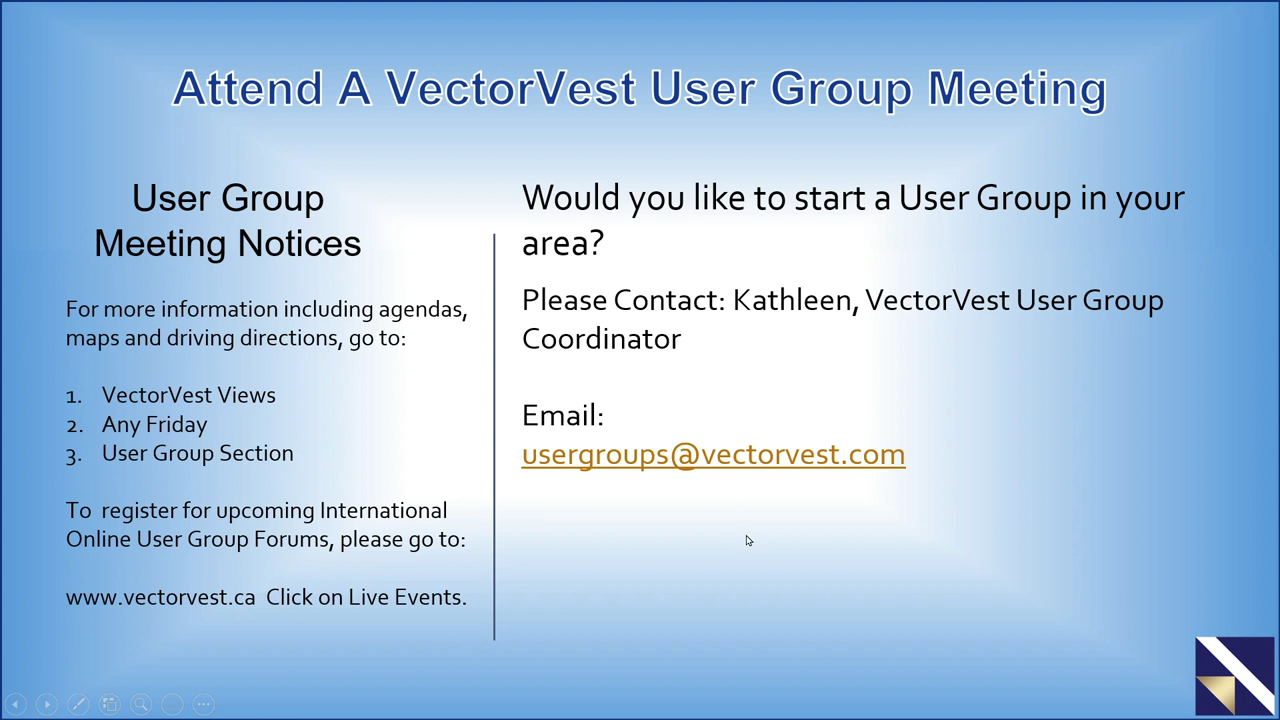 Attend A VectorVest User Group Meeting
User Group
Meeting Notices
For more information including agendas,
maps and driving directions, go to:
1. VectorVest Views
2. Any Friday
3. User Group Section
To  register for upcoming International
Online User Group Forums, please go to:
www.vectorvest.ca  Click on Live Events.
Would you like to start a User Group in your
area?
Please Contact: Kathleen, VectorVest User Group
Coordinator
Email:
usergroups@vectorvest.com